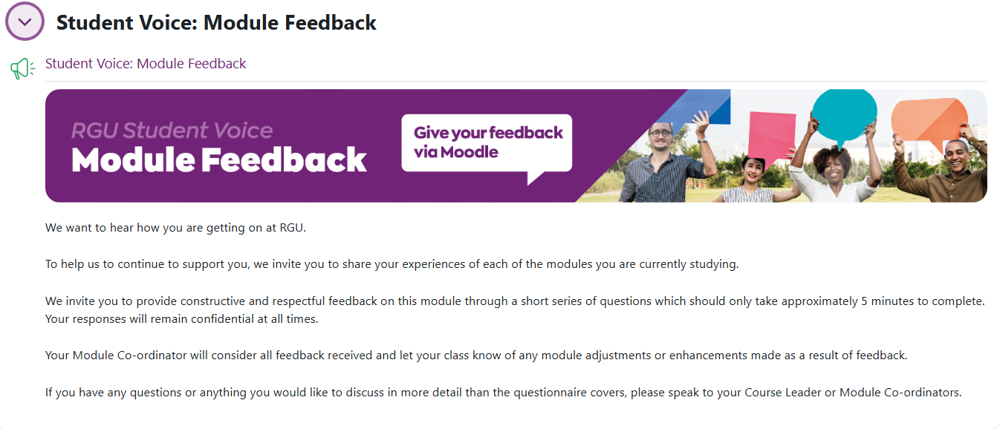 Student Voice: Module Feedback
Student Voice: Module Feedback
RGU Student Voice
Module Feedback
Give your feedback
via Moodle
We want to hear how you are getting on at RGU.
To help us to continue to support you, we invite you to share your experiences of each of the modules you are currently studying.
We invite you to provide constructive and respectful feedback on this module through a short series of questions which should only take approximately 5 minutes to complete.
Your responses will remain confidential at all times.
Your Module Co-ordinator will consider all feedback received and let your class know of any module adjustments or enhancements made as a result of feedback.
If you have any questions or anything you would like to discuss in more detail than the questionnaire covers, please speak to your Course Leader or Module Co-ordinators.